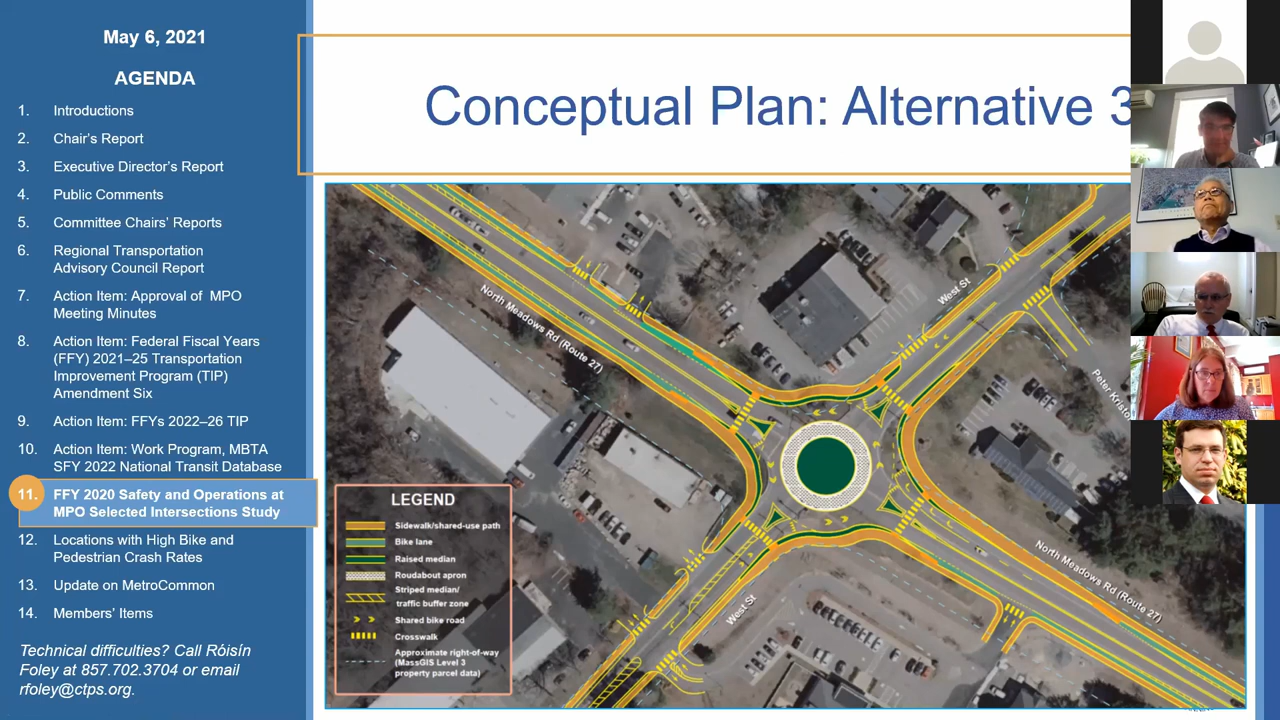 May 6, 2021
AGENDA
1. Introductions
2. Chair's Report
3. Executive Director's Report
4. Public Comments
5. Committee Chairs' Reports
6. Regional Transportation
Advisory Council Report
7. Action Item: Approval of MPO
Meeting Minutes
8. Action Item: Federal Fiscal Years
(FFY) 2021–25 Transportation
Improvement Program (TIP)
Amendment Six
9. Action Item: FFYs 2022–26 TIP
10. Action Item: Work Program, MBTA
SFY 2022 National Transit Database
11. FFY 2020 Safety and Operations at
MPO Selected Intersections Study
12. Locations with High Bike and
Pedestrian Crash Rates
13. Update on MetroCommon
14. Members' Items
Technical difficulties? Call Róisín
Foley at 857.702.3704 or email
rfoley@ctps.org.
Conceptual Plan: Alternative 3
North Meadows Rd (Route 27)
West St
Peter
North Meadows Rd (Route 27)
West St
LEGEND
Sidewalk/shared-use path
Bike lane
Raised median
Roudabout apron
Striped median/
traffic buffer zone
Shared bike road
Crosswalk
Approximate right-of-way
(MassGIS Level 3
property parcel data)